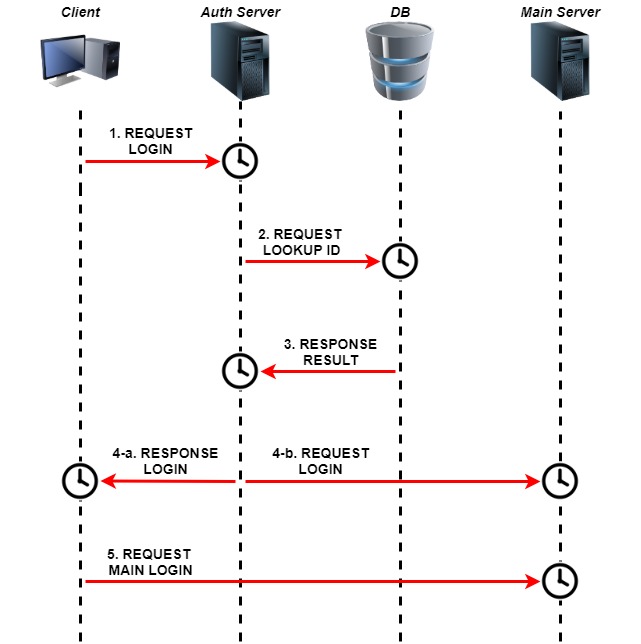 Client
Auth Server
DB
Main Server
1. REQUEST
LOGIN
2. REQUEST
LOOKUP ID
3. RESPONSE
RESULT
4-a. RESPONSE
LOGIN
4-b. REQUEST
LOGIN
5. REQUEST
MAIN LOGIN